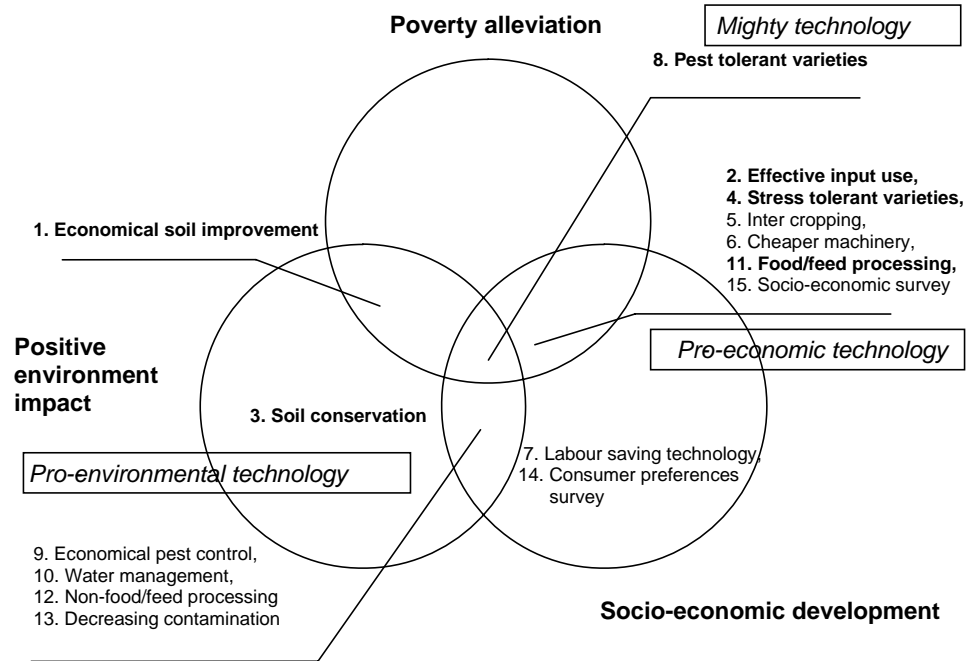 Poverty alleviation
Mighty technology
8. Pest tolerant varieties
2. Effective input use,
4. Stress tolerant varieties,
5. Inter cropping,
6. Cheaper machinery,
11. Food/feed processing,
15. Socio-economic survey
1. Economical soil improvement
Pro-economic technology
Positive
environment
impact
3. Soil conservation
Pro-environmental technology
7. Labour saving technology,
14. Consumer preferences
survey
9. Economical pest control,
10. Water management,
12. Non-food/feed processing
13. Decreasing contamination
Socio-economic development